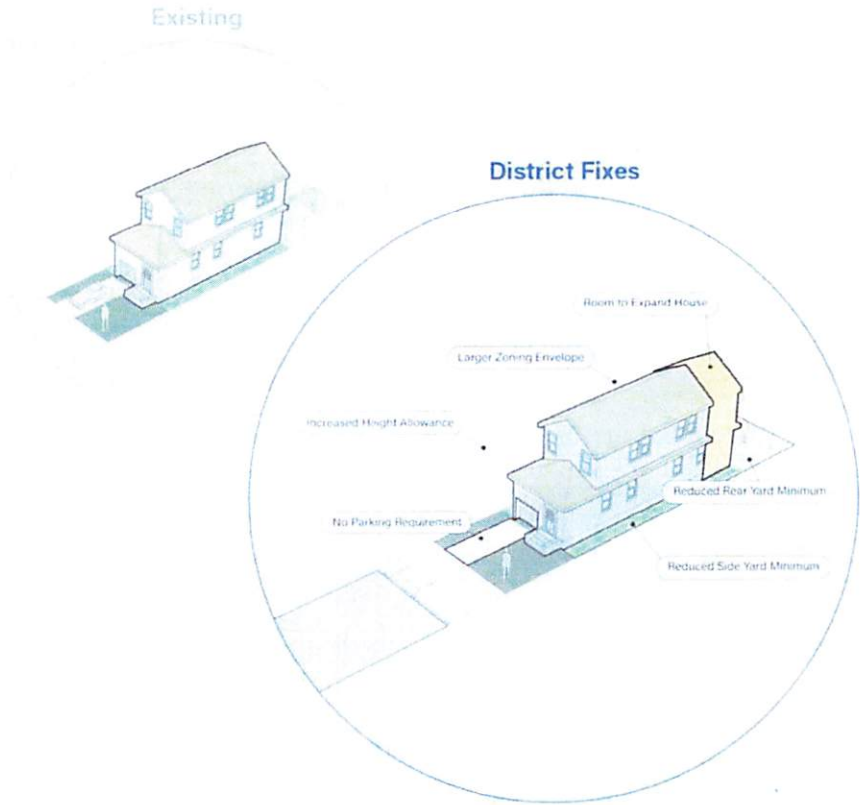 Existing
District Fixes
Room to Expand House
Larger Zoning Envelope
Increased Height Allowance
Reduced Rear Yard Minimum
No Parking Requirement
Reduced Side Yard Minimum